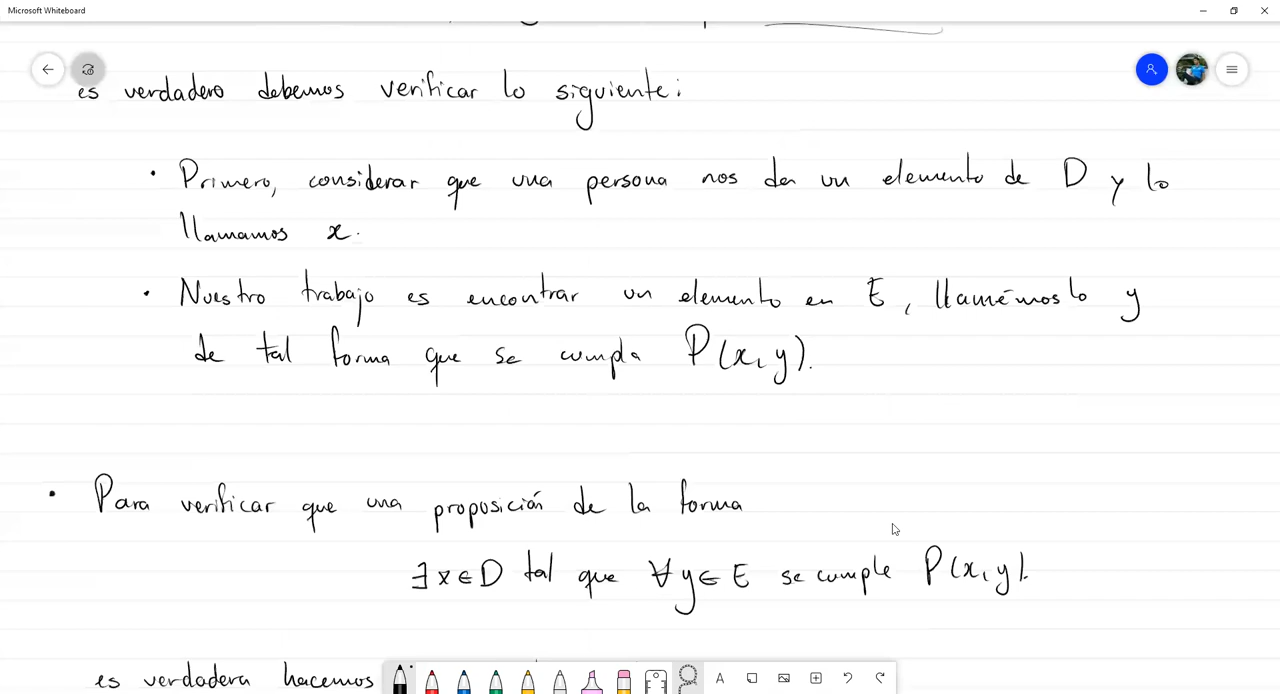 Microsoft Whiteboard
es verdadero debemos verificar lo siguiente:
• Primero, considerar que una persona nos da un elemento de D y lo
llamamos x.
• Nuestro trabajo es encontrar un elemento en E, llamémoslo y
de tal forma que se cumpla P(x, y).
• Para verificar que una proposición de la forma
∃ x ∈ D tal que ∀ y ∈ E se cumple P(x, y).
es verdadera hacemos
A